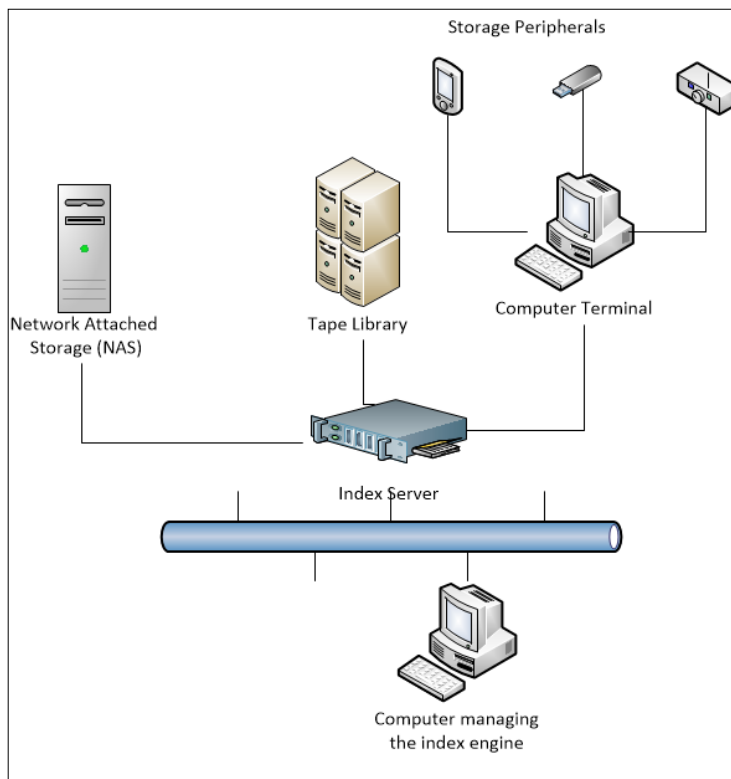 Storage Peripherals
Network Attached
Storage (NAS)
Tape Library
Computer Terminal
Index Server
Computer managing
the index engine